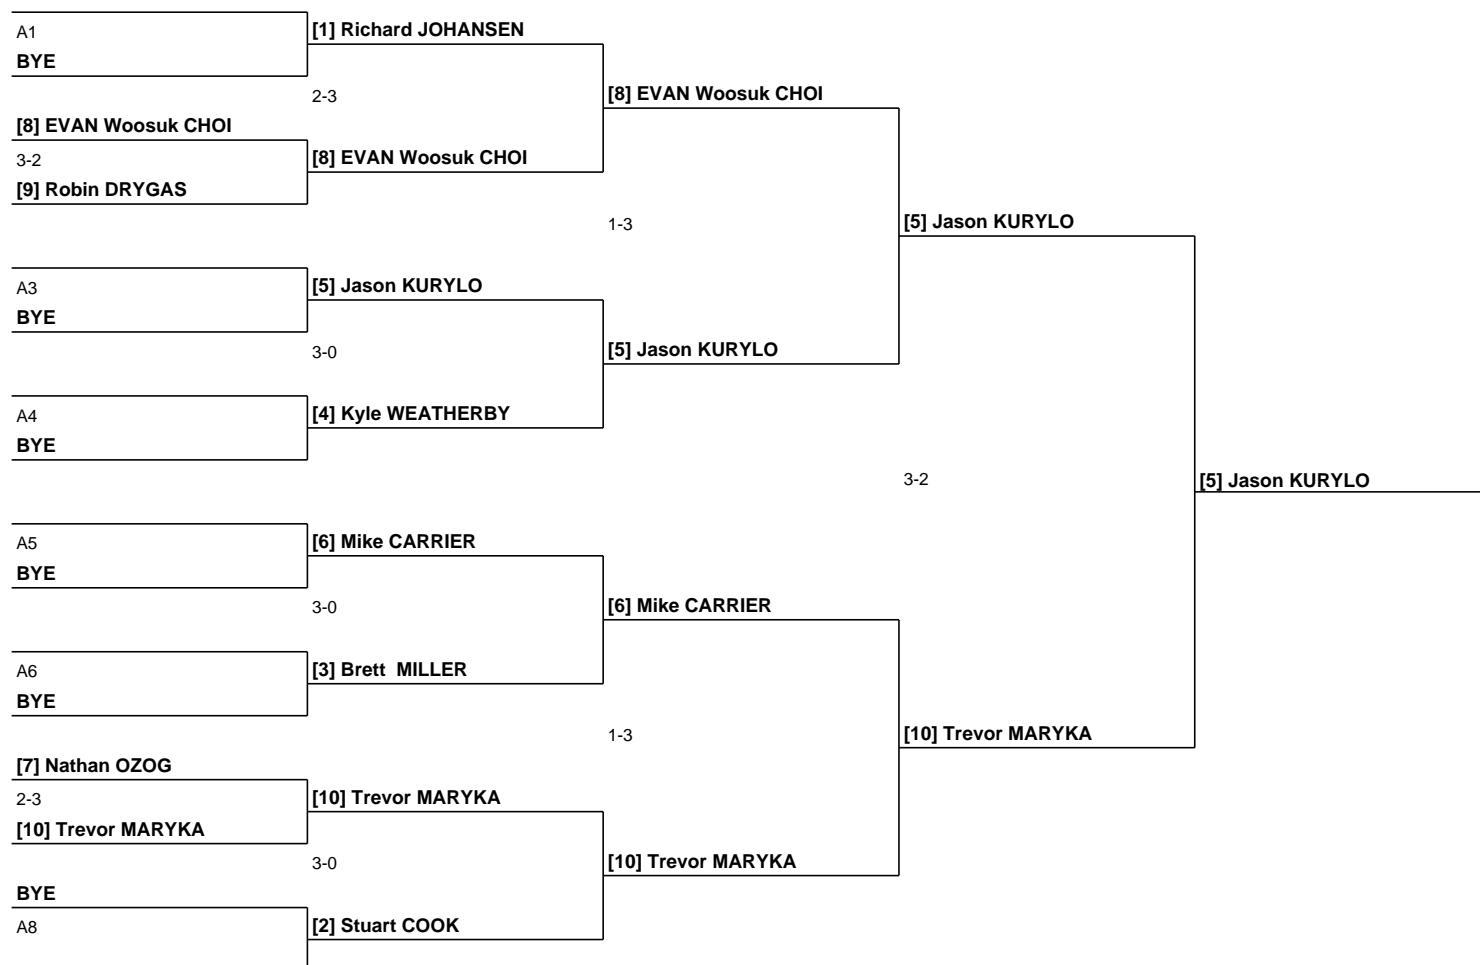 A1
BYE
[1] Richard JOHANSEN
2-3
[8] EVAN Woosuk CHOI
[8] EVAN Woosuk CHOI
3-2
[8] EVAN Woosuk CHOI
[9] Robin DRYGAS
1-3
[5] Jason KURYLO
A3
BYE
[5] Jason KURYLO
3-0
[5] Jason KURYLO
A4
BYE
[4] Kyle WEATHERBY
3-2
[5] Jason KURYLO
A5
BYE
[6] Mike CARRIER
3-0
[6] Mike CARRIER
A6
BYE
[3] Brett  MILLER
1-3
[10] Trevor MARYKA
[7] Nathan OZOG
2-3
[10] Trevor MARYKA
[10] Trevor MARYKA
3-0
[10] Trevor MARYKA
BYE
A8
[2] Stuart COOK